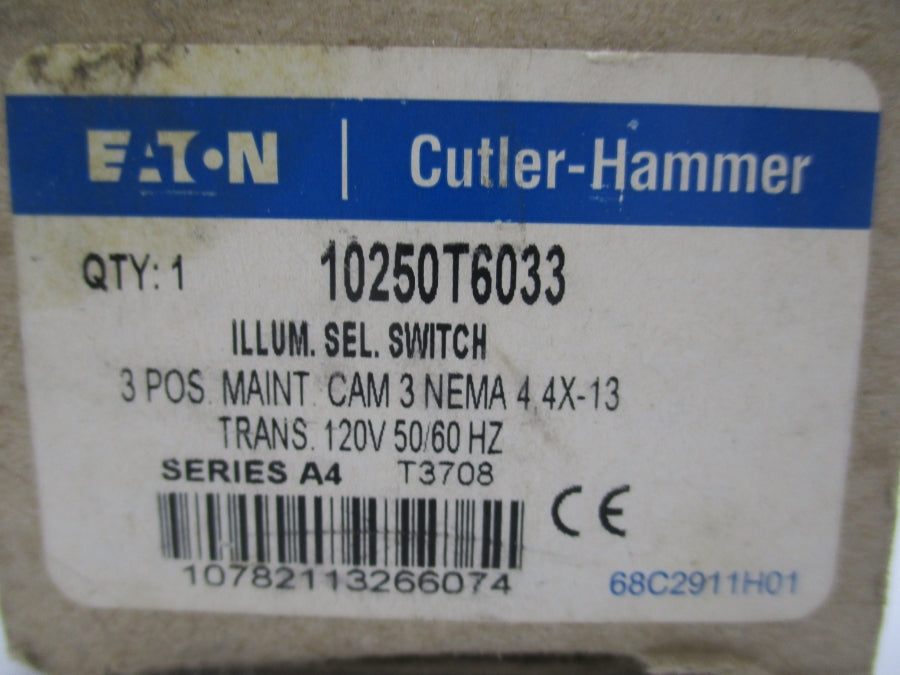 EATON | Cutler-Hammer
QTY: 1 10250T6033
ILLUM. SEL. SWITCH
3 POS. MAINT. CAM 3 NEMA 4 4X-13
TRANS. 120V 50/60 HZ
SERIES A4 T3708
CE
10782113266074
68C2911H01